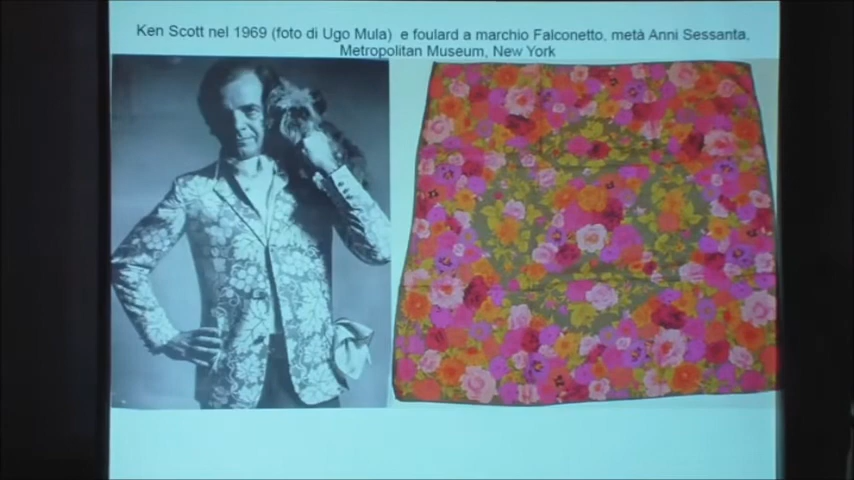 Ken Scott nel 1969 (foto di Ugo Mula) e foulard a marchio Falconetto, metà Anni Sessanta,
Metropolitan Museum, New York